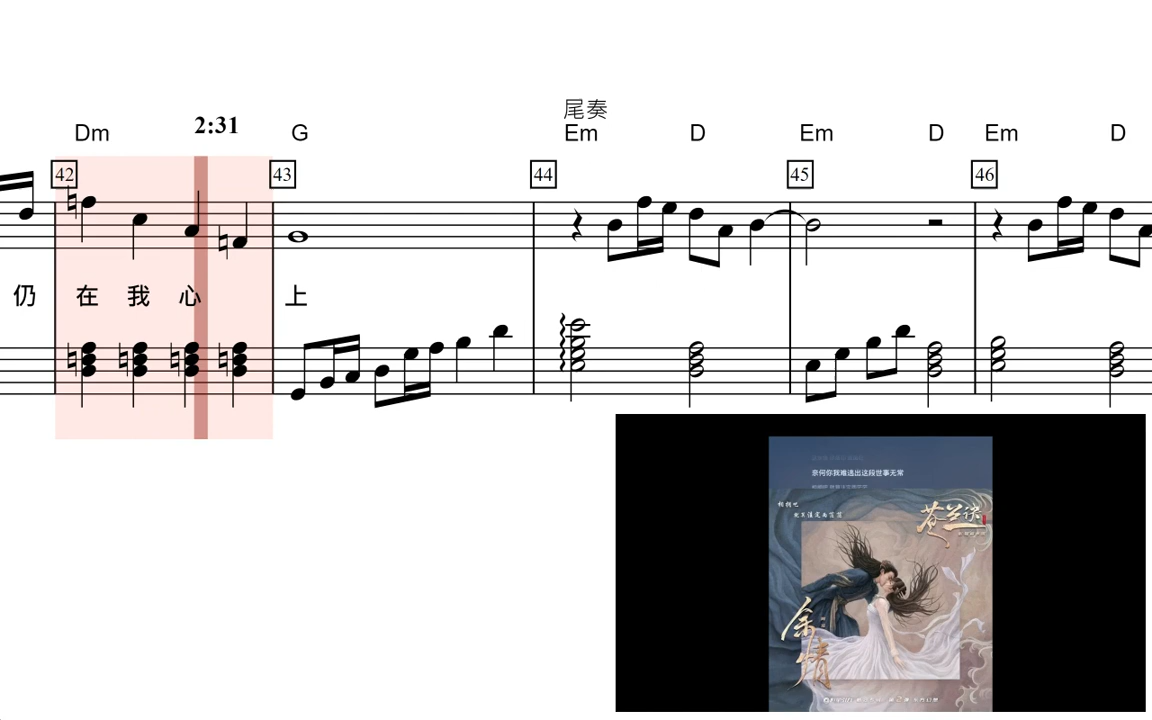 尾奏
Dm 2:31 G Em D Em D Em D
42 43 44 45 46
仍 在 我 心 上
奈何你我难逃出这段世事无常
苍兰诀
余情